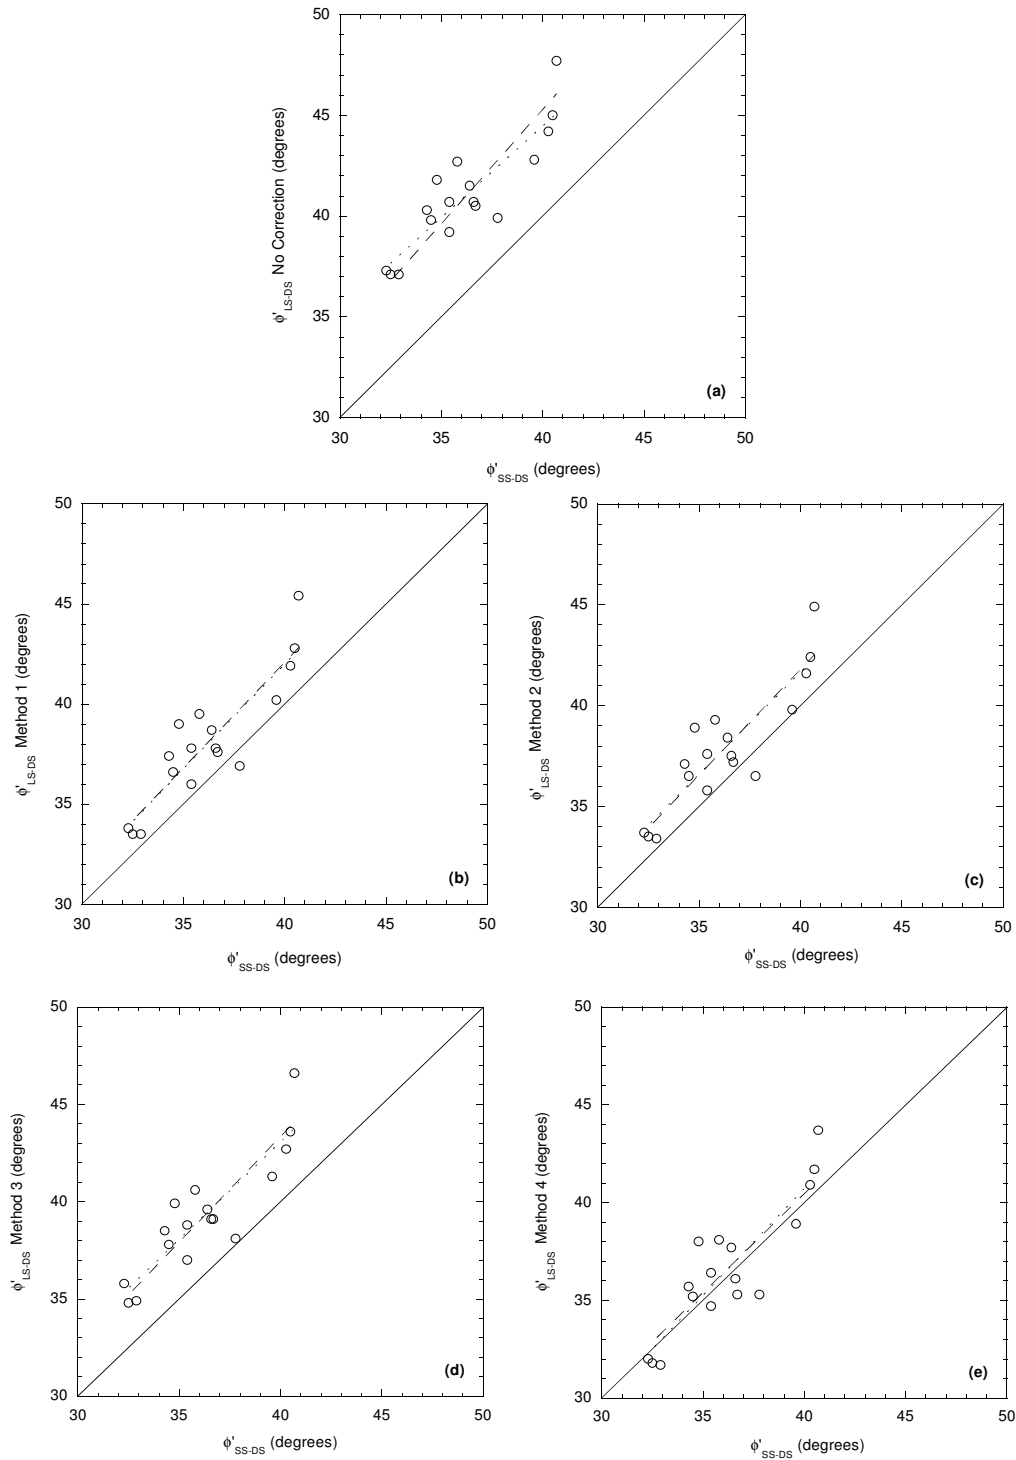 50
45
40
35
30
ϕ'LS-DS No Correction (degrees)
(a)
30 35 40 45 50
ϕ'SS-DS (degrees)
50
45
40
35
30
ϕ'LS-DS Method 1 (degrees)
(b)
30 35 40 45 50
ϕ'SS-DS (degrees)
50
45
40
35
30
ϕ'LS-DS Method 2 (degrees)
(c)
30 35 40 45 50
ϕ'SS-DS (degrees)
50
45
40
35
30
ϕ'LS-DS Method 3 (degrees)
(d)
30 35 40 45 50
ϕ'SS-DS (degrees)
50
45
40
35
30
ϕ'LS-DS Method 4 (degrees)
(e)
30 35 40 45 50
ϕ'SS-DS (degrees)